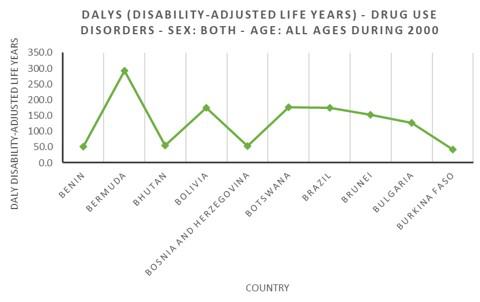 DALYS (DISABILITY-ADJUSTED LIFE YEARS) - DRUG USE
DISORDERS - SEX: BOTH - AGE: ALL AGES DURING 2000
DALY DISABILITY-ADJUSTED LIFE YEARS
350.0
300.0
250.0
200.0
150.0
100.0
50.0
0.0
BENIN
BERMUDA
BHUTAN
BOLIVIA
BOSNIA AND HERZEGOVINA
BOTSWANA
BRAZIL
BRUNEI
BULGARIA
BURKINA FASO
COUNTRY